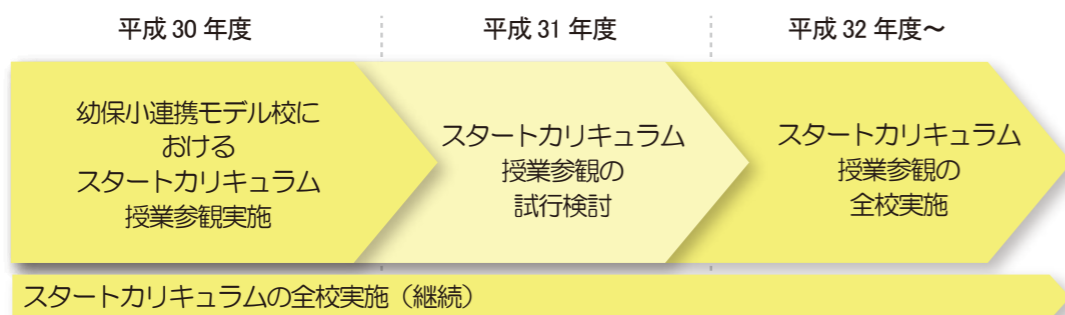 平成 30 年度
平成 31 年度
平成 32 年度～
幼保小連携モデル校に
おける
スタートカリキュラム
授業参観実施
スタートカリキュラム
授業参観の
試行検討
スタートカリキュラム
授業参観の
全校実施
スタートカリキュラムの全校実施（継続）